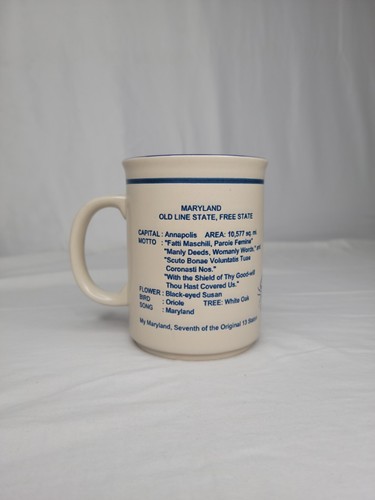 MARYLAND
OLD LINE STATE, FREE STATE
CAPITAL : Annapolis AREA: 10,577 sq. mi
MOTTO : "Fatti Maschili, Parole Femine"
"Manly Deeds, Womanly Words," and
"Scuto Bonae Voluntatis Tuae
Coronasti Nos."
"With the Shield of Thy Good-will
Thou Hast Covered Us."
FLOWER : Black-eyed Susan
BIRD : Oriole TREE: White Oak
SONG : Maryland
My Maryland, Seventh of the Original 13 States